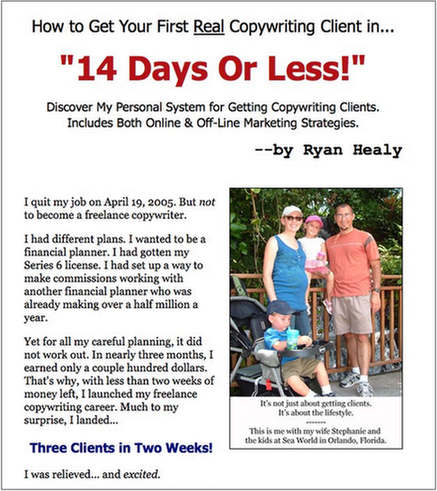 How to Get Your First Real Copywriting Client in...
"14 Days Or Less!"
Discover My Personal System for Getting Copywriting Clients.
Includes Both Online & Off-Line Marketing Strategies.
--by Ryan Healy
I quit my job on April 19, 2005. But not
to become a freelance copywriter.
I had different plans. I wanted to be a
financial planner. I had gotten my
Series 6 license. I had set up a way to
make commissions working with
another financial planner who was
already making over a half million a
year.
Yet for all my careful planning, it did
not work out. In nearly three months, I
earned only a couple hundred dollars.
That's why, with less than two weeks of
money left, I launched my freelance
copywriting career. Much to my
surprise, I landed...
Three Clients in Two Weeks!
I was relieved... and excited.
It's not just about getting clients.
It's about the lifestyle.
-------
This is me with my wife Stephanie and
the kids at Sea World in Orlando, Florida.